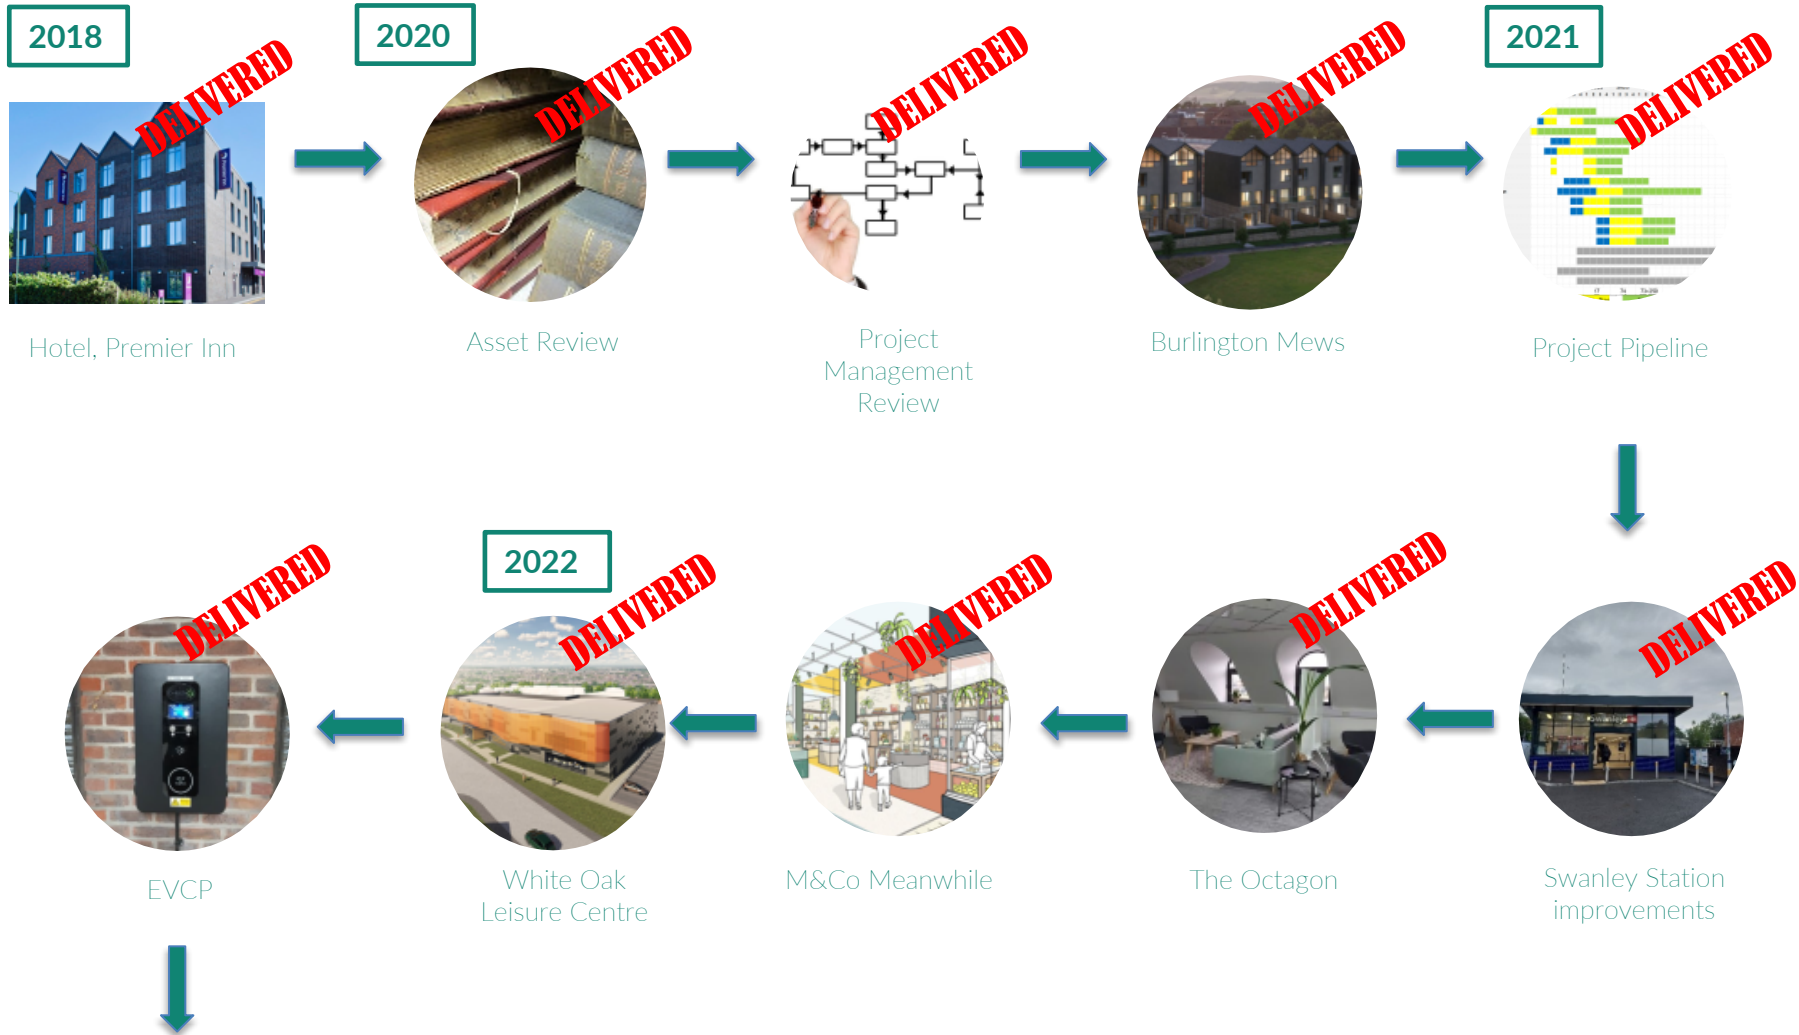 2018
2020
2021
DELIVERED
DELIVERED
DELIVERED
DELIVERED
DELIVERED
Hotel, Premier Inn
Asset Review
Project
Management
Review
Burlington Mews
Project Pipeline
2022
DELIVERED
DELIVERED
DELIVERED
DELIVERED
DELIVERED
EVCP
White Oak
Leisure Centre
M&Co Meanwhile
The Octagon
Swanley Station
improvements